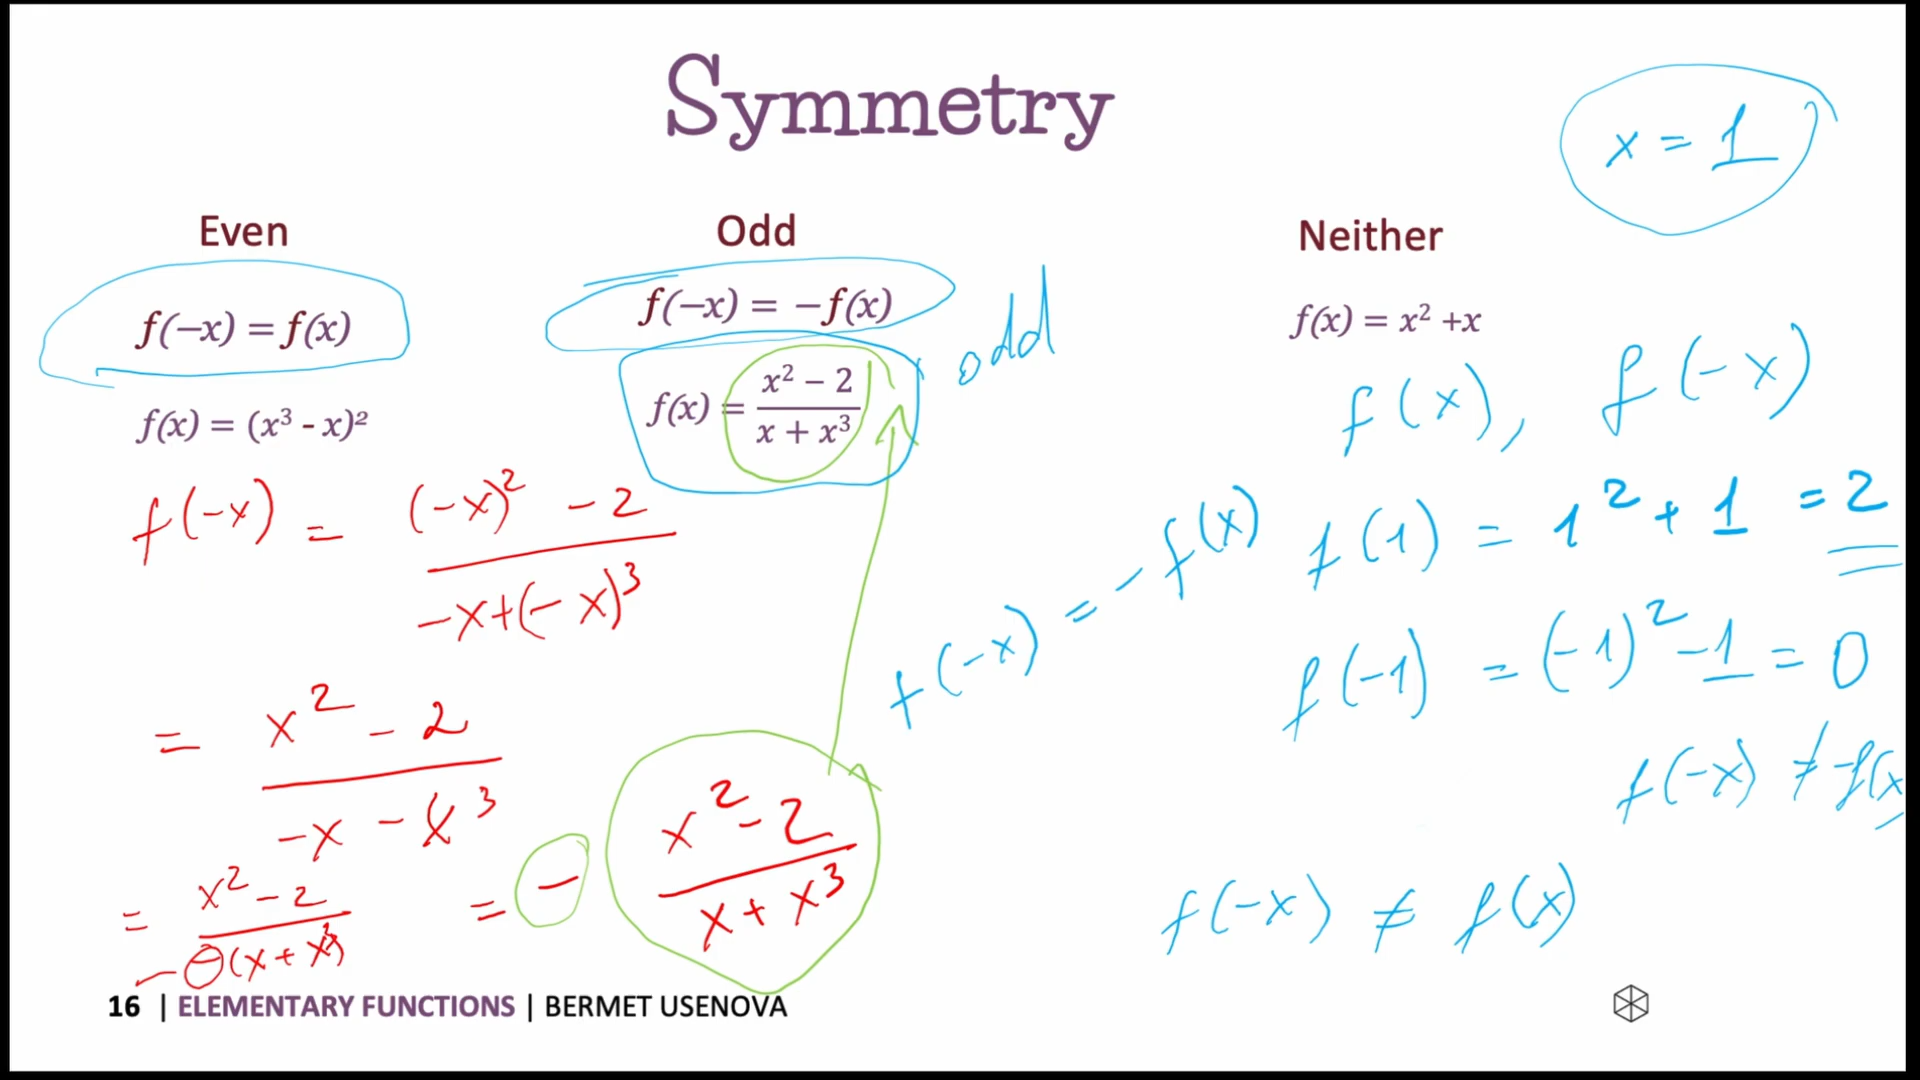 Symmetry
x = 1
Even
f(−x) = f(x)
f(x) = (x³ - x)²
Odd
f(−x) = −f(x)
f(x) = (x² − 2)/(x + x³)
odd
f(-x) = ((-x)² - 2)/(-x+(-x)³)
= (x² - 2)/(-x - x³)
= (x² - 2)/(-(x + x³)) = - (x² - 2)/(x + x³)
f(-x) = -f(x)
Neither
f(x) = x² +x
f(x), f(-x)
f(1) = 1² + 1 = 2
f(-1) = (-1)² - 1 = 0
f(-x) ≠ -f(x
f(-x) ≠ f(x)
16 | ELEMENTARY FUNCTIONS | BERMET USENOVA